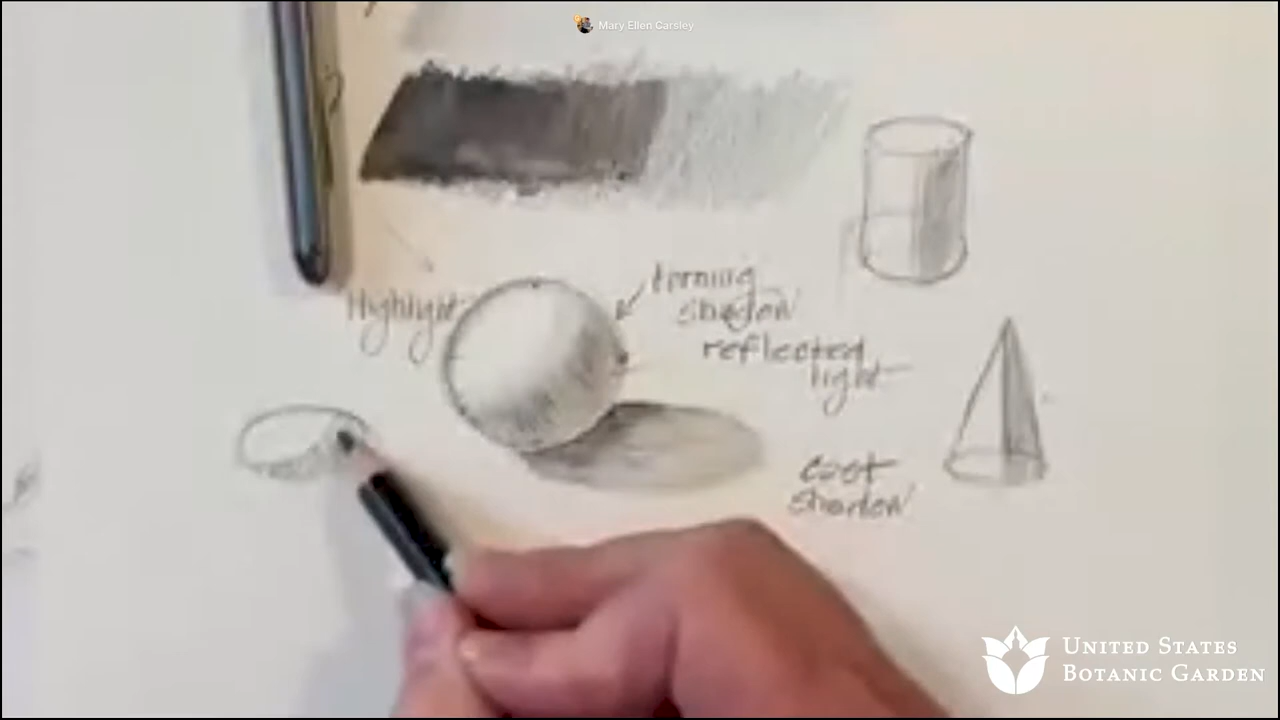 Mary Ellen Carsley
Highlight
turning
shadow
reflected
light
cast
shadow
UNITED STATES
BOTANIC GARDEN